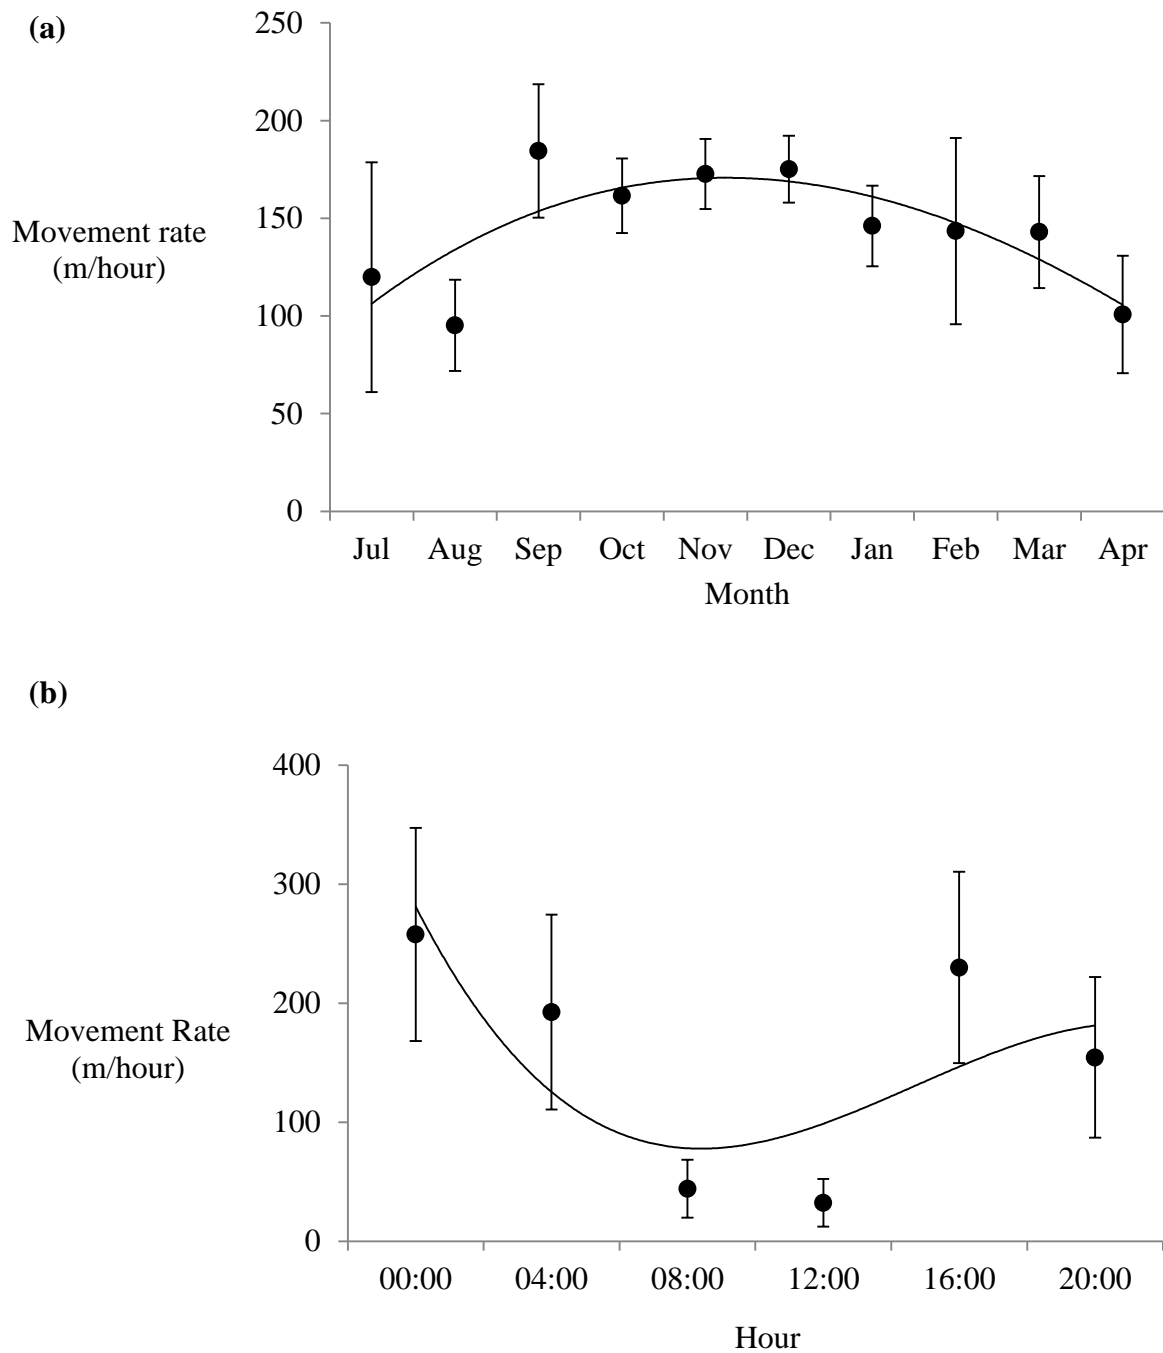 (a)
250
200
150
100
50
0
Movement rate
(m/hour)
Jul Aug Sep Oct Nov Dec Jan Feb Mar Apr
Month
(b)
400
300
200
100
0
Movement Rate
(m/hour)
00:00 04:00 08:00 12:00 16:00 20:00
Hour